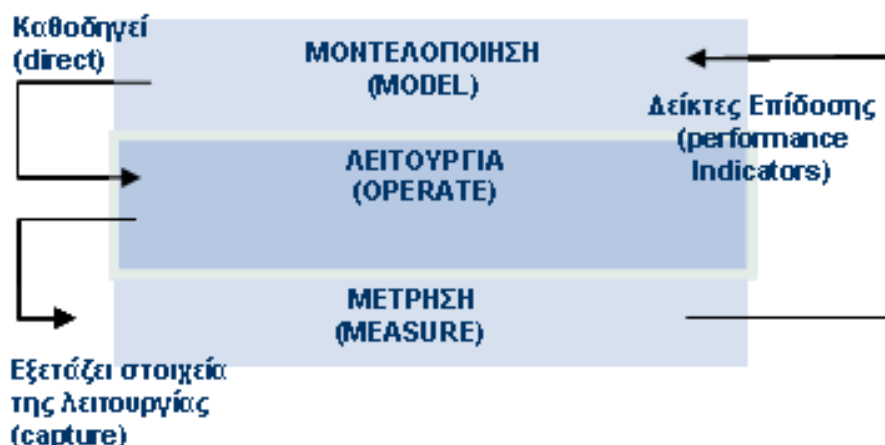 Καθοδηγεί
(direct)
ΜΟΝΤΕΛΟΠΟΙΗΣΗ
(MODEL)
Δείκτες Επίδοσης
(performance
Indicators)
ΛΕΙΤΟΥΡΓΙΑ
(OPERATE)
ΜΕΤΡΗΣΗ
(MEASURE)
Εξετάζει στοιχεία
της λειτουργίας
(capture)